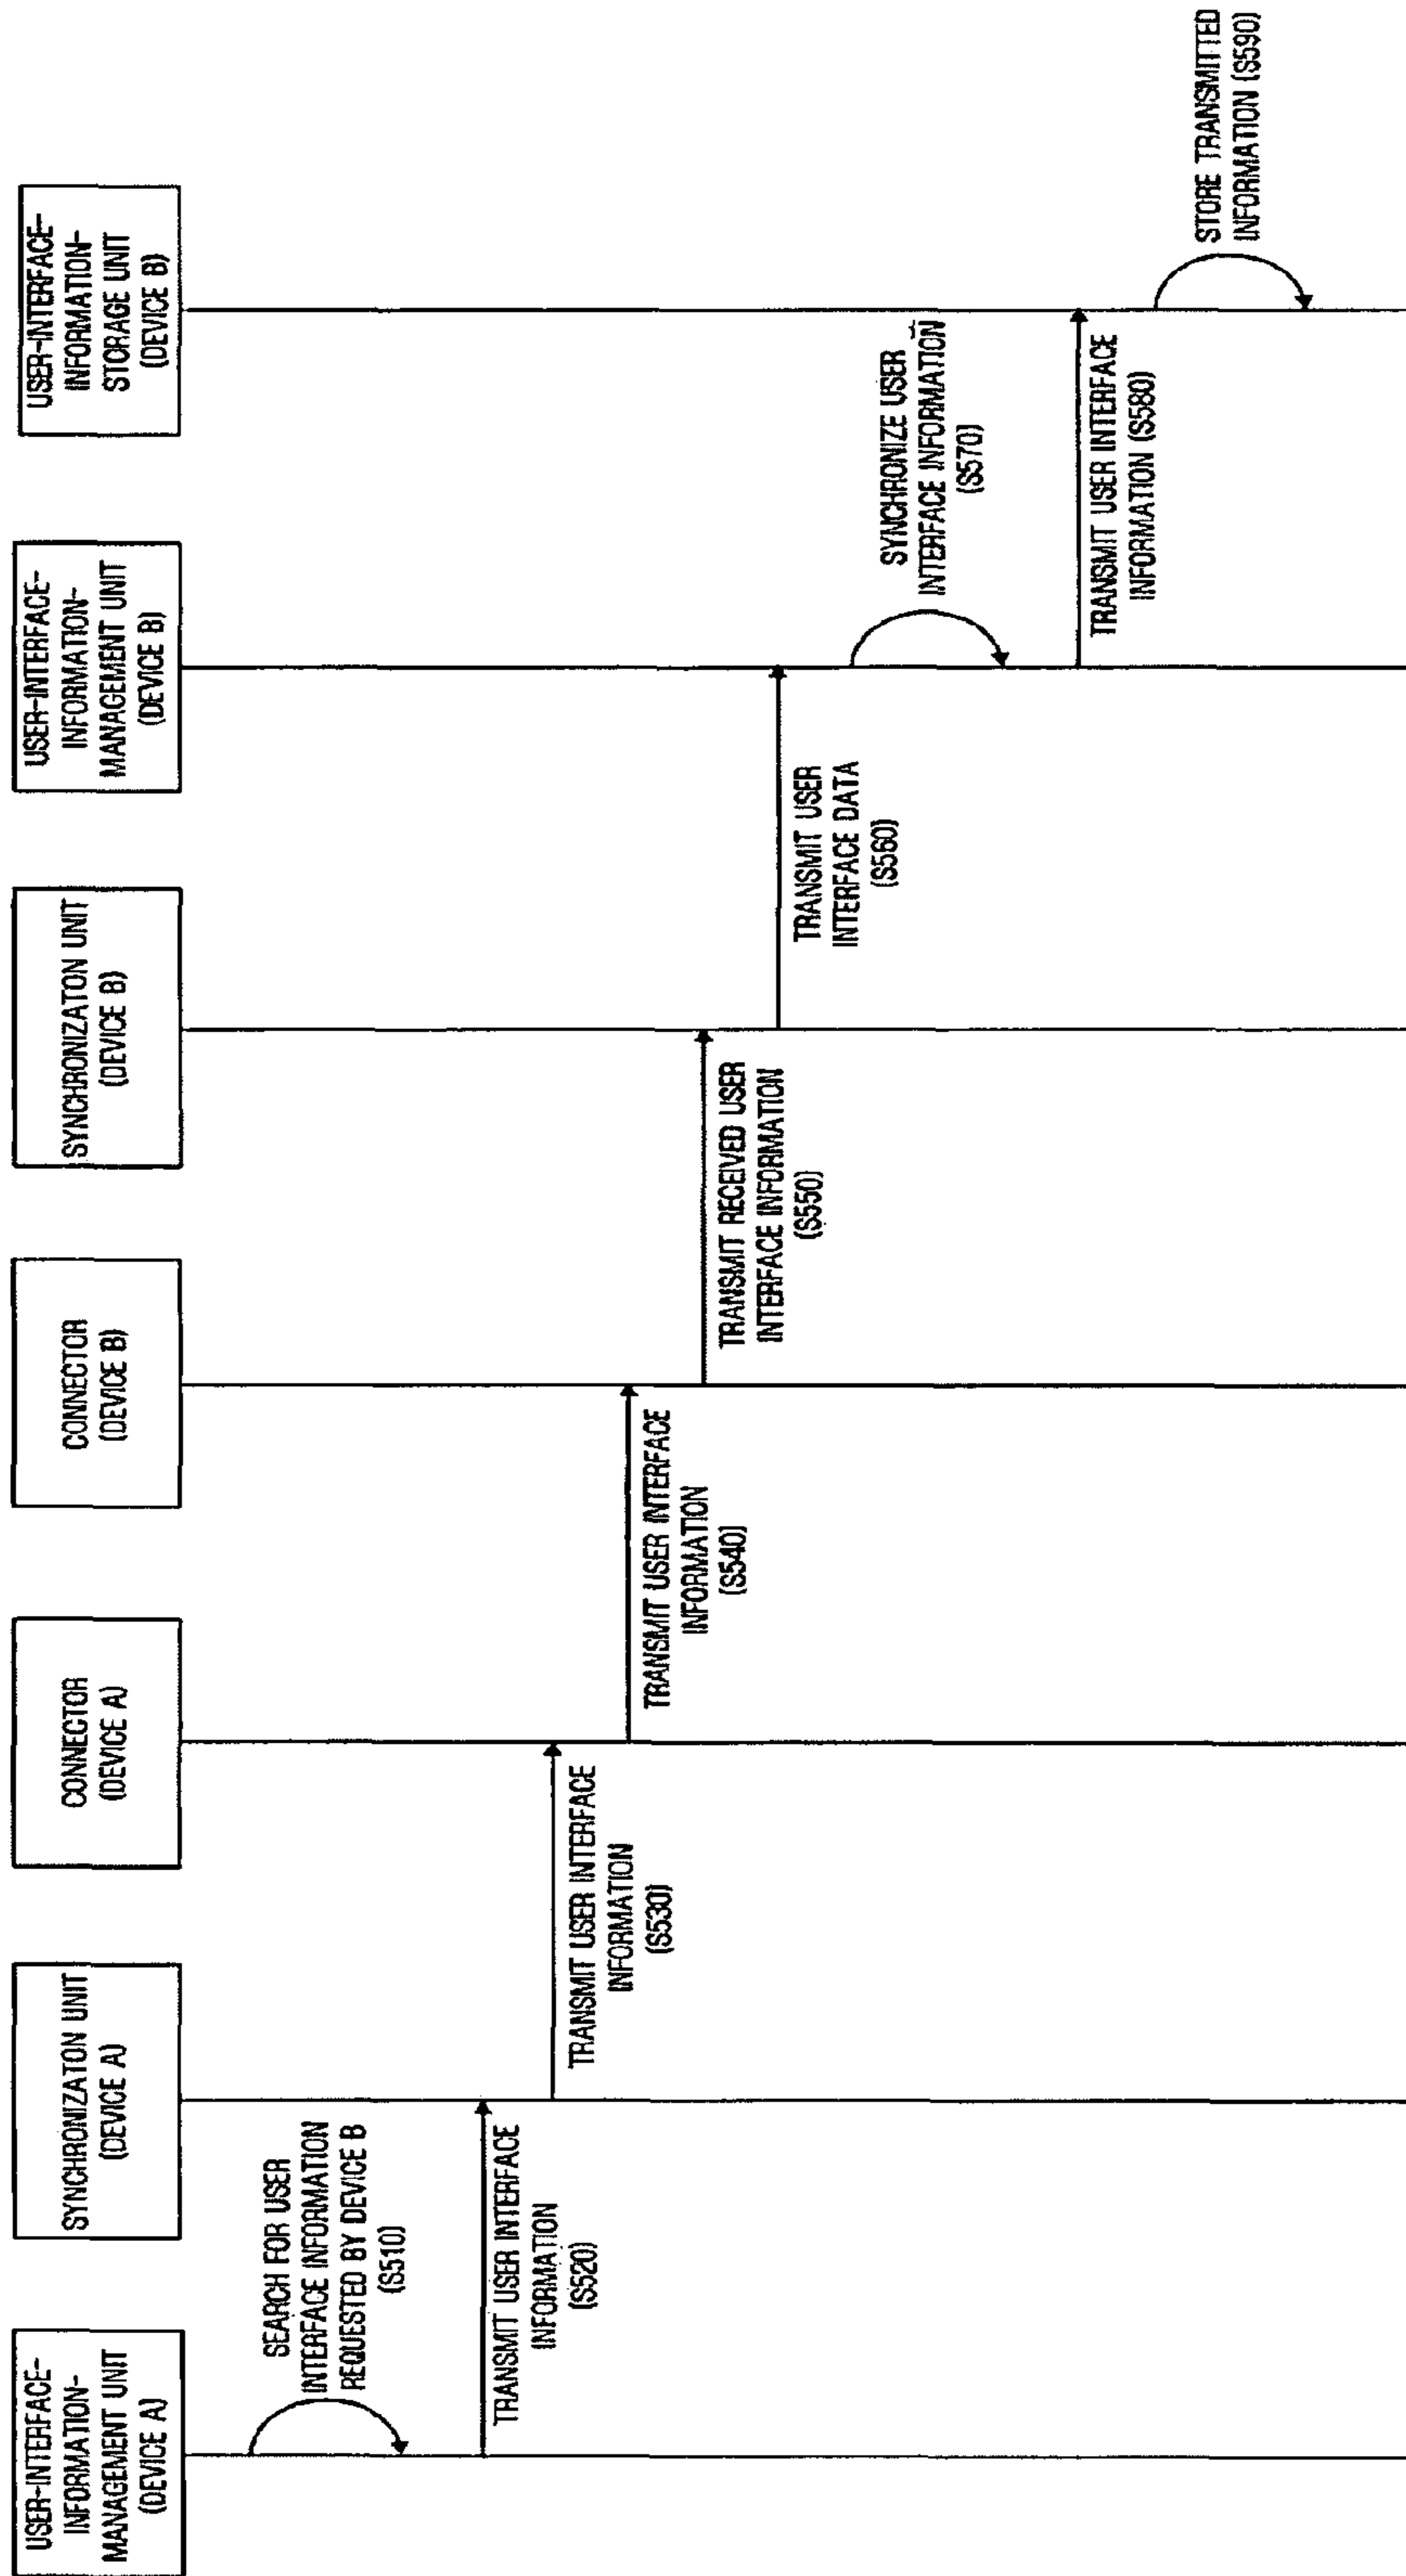 USER-INTERFACE-
INFORMATION-
MANAGEMENT UNIT
(DEVICE A)
SYNCHRONIZATON UNIT
(DEVICE A)
CONNECTOR
(DEVICE A)
CONNECTOR
(DEVICE B)
SYNCHRONIZATON UNIT
(DEVICE B)
USER-INTERFACE-
INFORMATION-
MANAGEMENT UNIT
(DEVICE B)
USER-INTERFACE-
INFORMATION-
STORAGE UNIT
(DEVICE B)
SEARCH FOR USER
INTERFACE INFORMATION
REQUESTED BY DEVICE B
(S510)
TRANSMIT USER INTERFACE
INFORMATION
(S520)
TRANSMIT USER INTERFACE
INFORMATION
(S530)
TRANSMIT USER INTERFACE
INFORMATION
(S540)
TRANSMIT RECEIVED USER
INTERFACE INFORMATION
(S550)
TRANSMIT USER
INTERFACE DATA
(S560)
SYNCHRONIZE USER
INTERFACE INFORMATION
(S570)
TRANSMIT USER INTERFACE
INFORMATION (S580)
STORE TRANSMITTED
INFORMATION (S590)